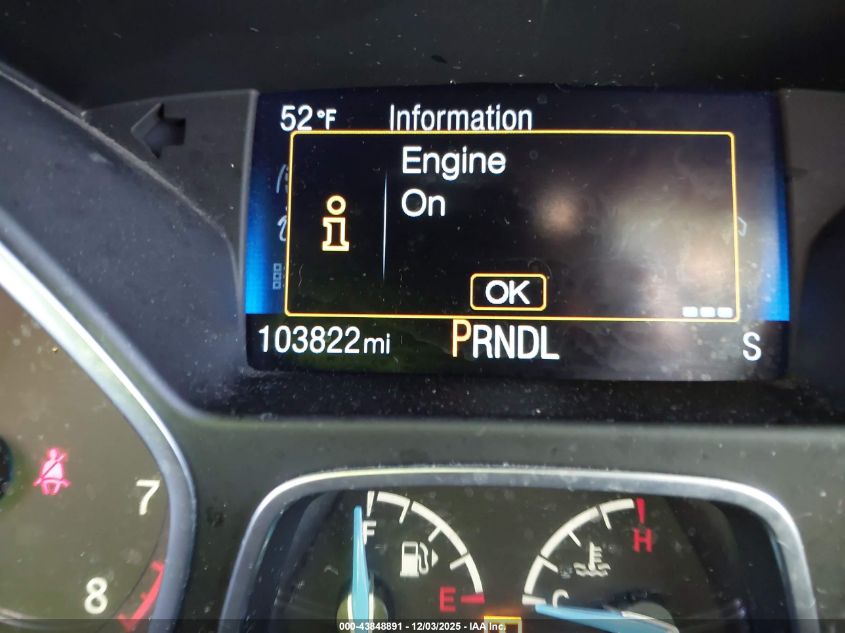 52°F Information
Engine
On
OK
103822mi PRNDL S
7
8
F
E
H
C
000-43848891 - 12/03/2025 - IAA Inc.